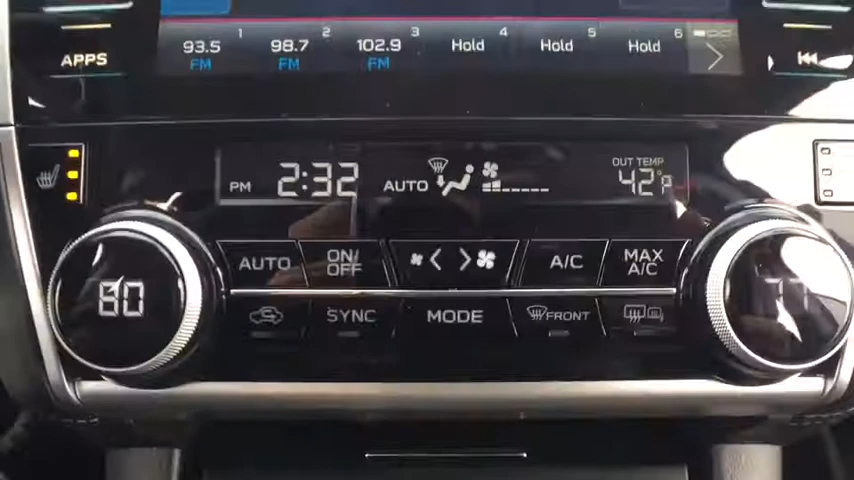 1 2 3 4 5 6
93.5 98.7 102.9 Hold Hold Hold
FM FM FM
APPS
PM 2:32 AUTO OUT TEMP 42°F
80
AUTO ON/OFF A/C MAX A/C
SYNC MODE FRONT